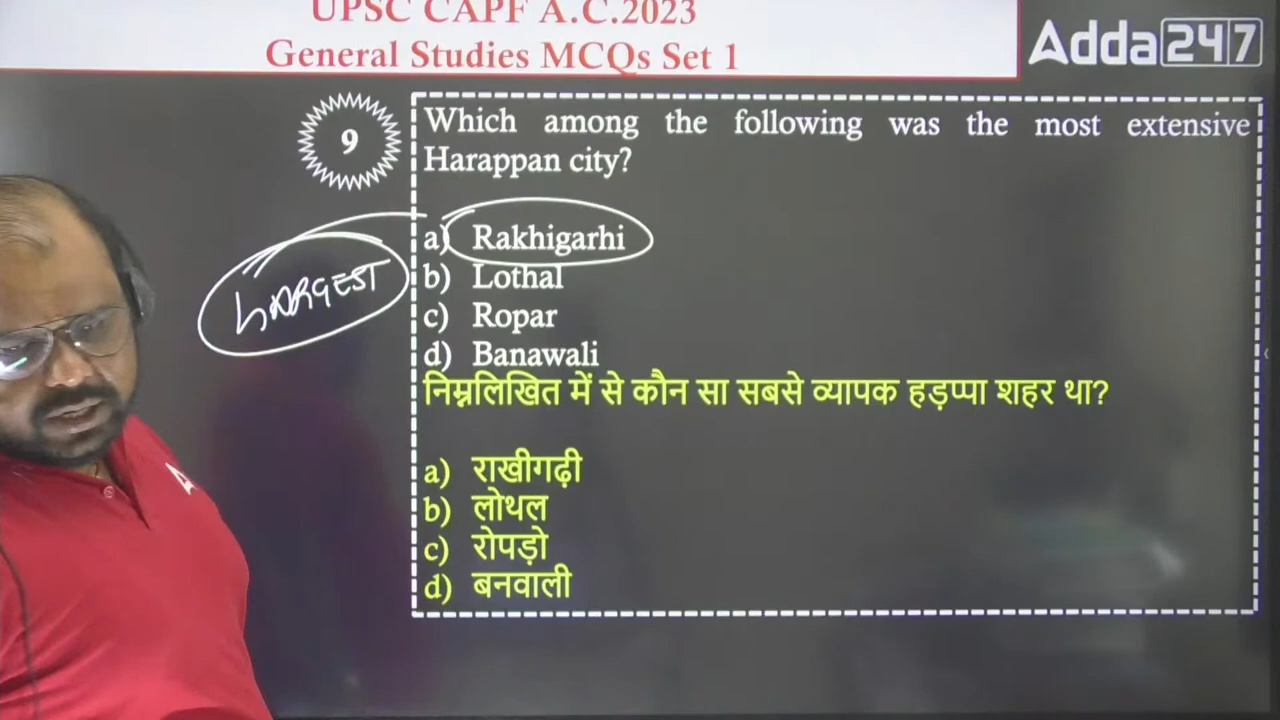 UPSC CAPF A.C.2023
General Studies MCQs Set 1
Adda247
9
Which among the following was the most extensive
Harappan city?
a) Rakhigarhi
LARGEST
b) Lothal
c) Ropar
d) Banawali
निम्नलिखित में से कौन सा सबसे व्यापक हड़प्पा शहर था?
a) राखीगढ़ी
b) लोथल
c) रोपड़ो
d) बनवाली